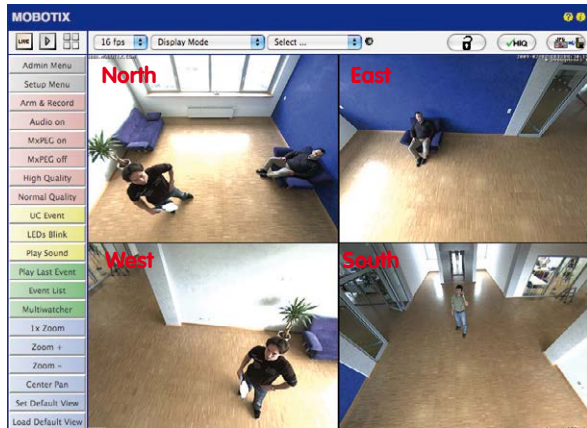 MOBOTIX
LIVE
16 fps
Display Mode
Select ...
HIQ
Admin Menu
Setup Menu
Arm & Record
Audio on
MxPEG on
MxPEG off
High Quality
Normal Quality
UC Event
LEDs Blink
Play Sound
Play Last Event
Event List
Multiwatcher
1x Zoom
Zoom +
Zoom -
Center Pan
Set Default View
Load Default View
North
East
West
South